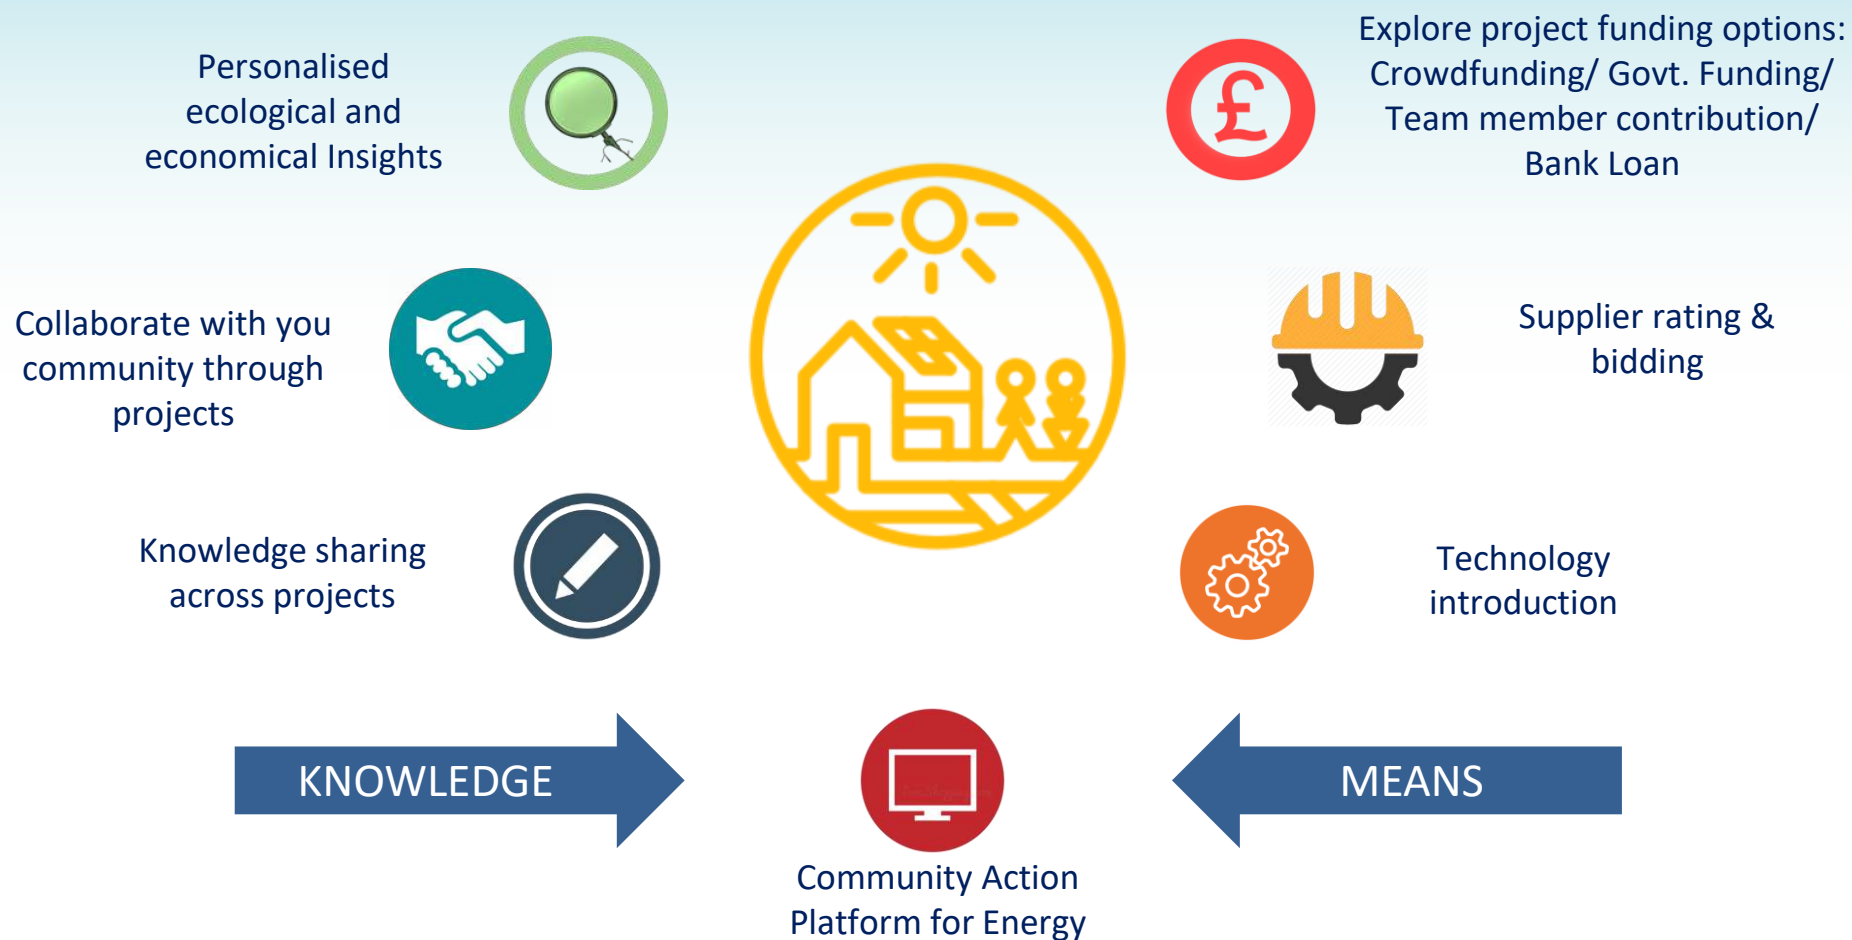 Personalised
ecological and
economical Insights
Explore project funding options:
Crowdfunding/ Govt. Funding/
Team member contribution/
Bank Loan
£
Collaborate with you
community through
projects
Supplier rating &
bidding
Knowledge sharing
across projects
Technology
introduction
KNOWLEDGE
MEANS
Community Action
Platform for Energy